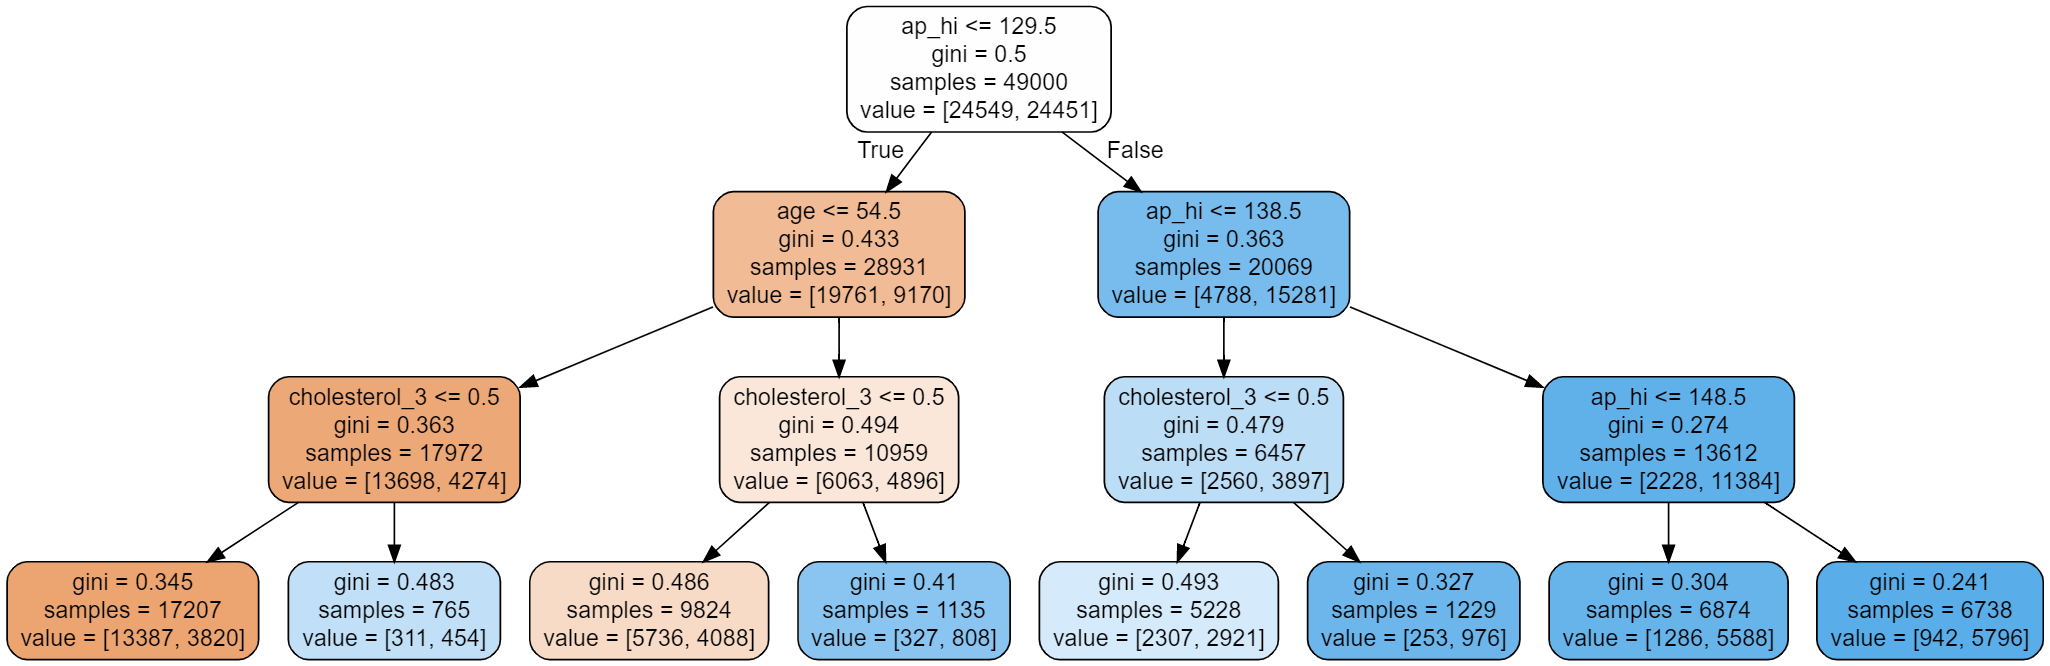 ap_hi <= 129.5
gini = 0.5
samples = 49000
value = [24549, 24451]
True
False
age <= 54.5
gini = 0.433
samples = 28931
value = [19761, 9170]
ap_hi <= 138.5
gini = 0.363
samples = 20069
value = [4788, 15281]
cholesterol_3 <= 0.5
gini = 0.363
samples = 17972
value = [13698, 4274]
cholesterol_3 <= 0.5
gini = 0.494
samples = 10959
value = [6063, 4896]
cholesterol_3 <= 0.5
gini = 0.479
samples = 6457
value = [2560, 3897]
ap_hi <= 148.5
gini = 0.274
samples = 13612
value = [2228, 11384]
gini = 0.345
samples = 17207
value = [13387, 3820]
gini = 0.483
samples = 765
value = [311, 454]
gini = 0.486
samples = 9824
value = [5736, 4088]
gini = 0.41
samples = 1135
value = [327, 808]
gini = 0.493
samples = 5228
value = [2307, 2921]
gini = 0.327
samples = 1229
value = [253, 976]
gini = 0.304
samples = 6874
value = [1286, 5588]
gini = 0.241
samples = 6738
value = [942, 5796]